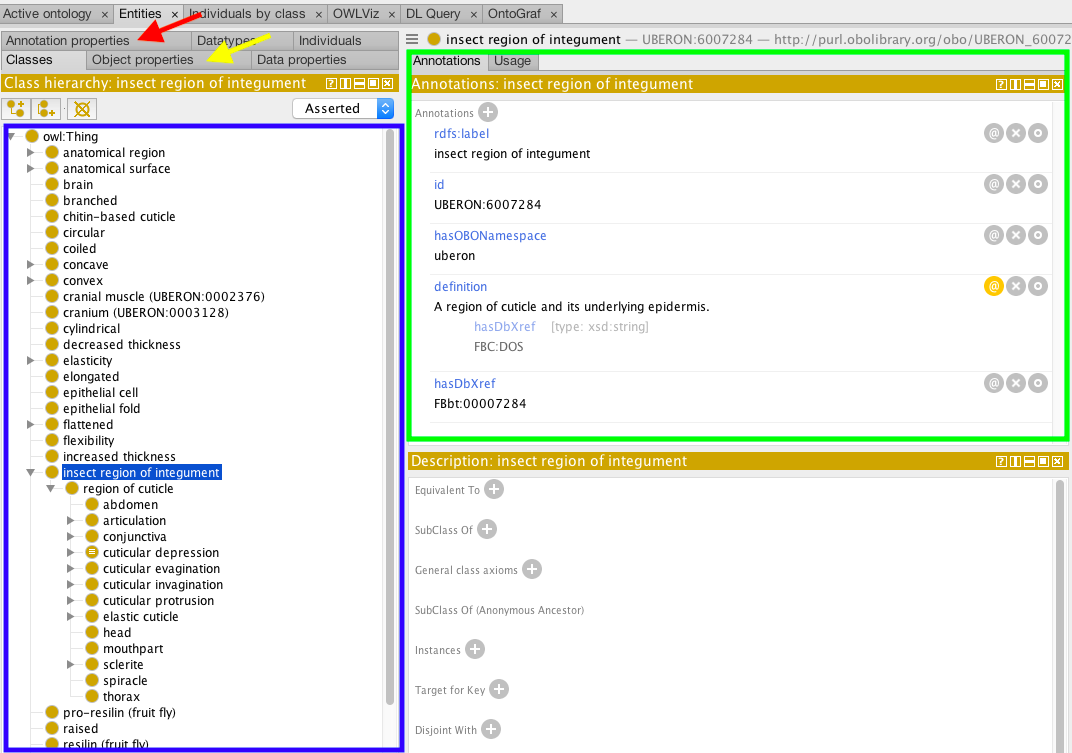 Active ontology × Entities × Individuals by class × OWLViz × DL Query × OntoGraf ×
Annotation properties Datatypes Individuals
Classes Object properties Data properties
Class hierarchy: insect region of integument
Asserted
owl:Thing
anatomical region
anatomical surface
brain
branched
chitin-based cuticle
circular
coiled
concave
convex
cranial muscle (UBERON:0002376)
cranium (UBERON:0003128)
cylindrical
decreased thickness
elasticity
elongated
epithelial cell
epithelial fold
flattened
flexibility
increased thickness
insect region of integument
region of cuticle
abdomen
articulation
conjunctiva
cuticular depression
cuticular evagination
cuticular invagination
cuticular protrusion
elastic cuticle
head
mouthpart
sclerite
spiracle
thorax
pro-resilin (fruit fly)
raised
resilin (fruit fly)
insect region of integument — UBERON:6007284 — http://purl.obolibrary.org/obo/UBERON_60072
Annotations Usage
Annotations: insect region of integument
Annotations
rdfs:label
insect region of integument
id
UBERON:6007284
hasOBONamespace
uberon
definition
A region of cuticle and its underlying epidermis.
hasDbXref [type: xsd:string]
FBC:DOS
hasDbXref
FBbt:00007284
Description: insect region of integument
Equivalent To
SubClass Of
General class axioms
SubClass Of (Anonymous Ancestor)
Instances
Target for Key
Disjoint With